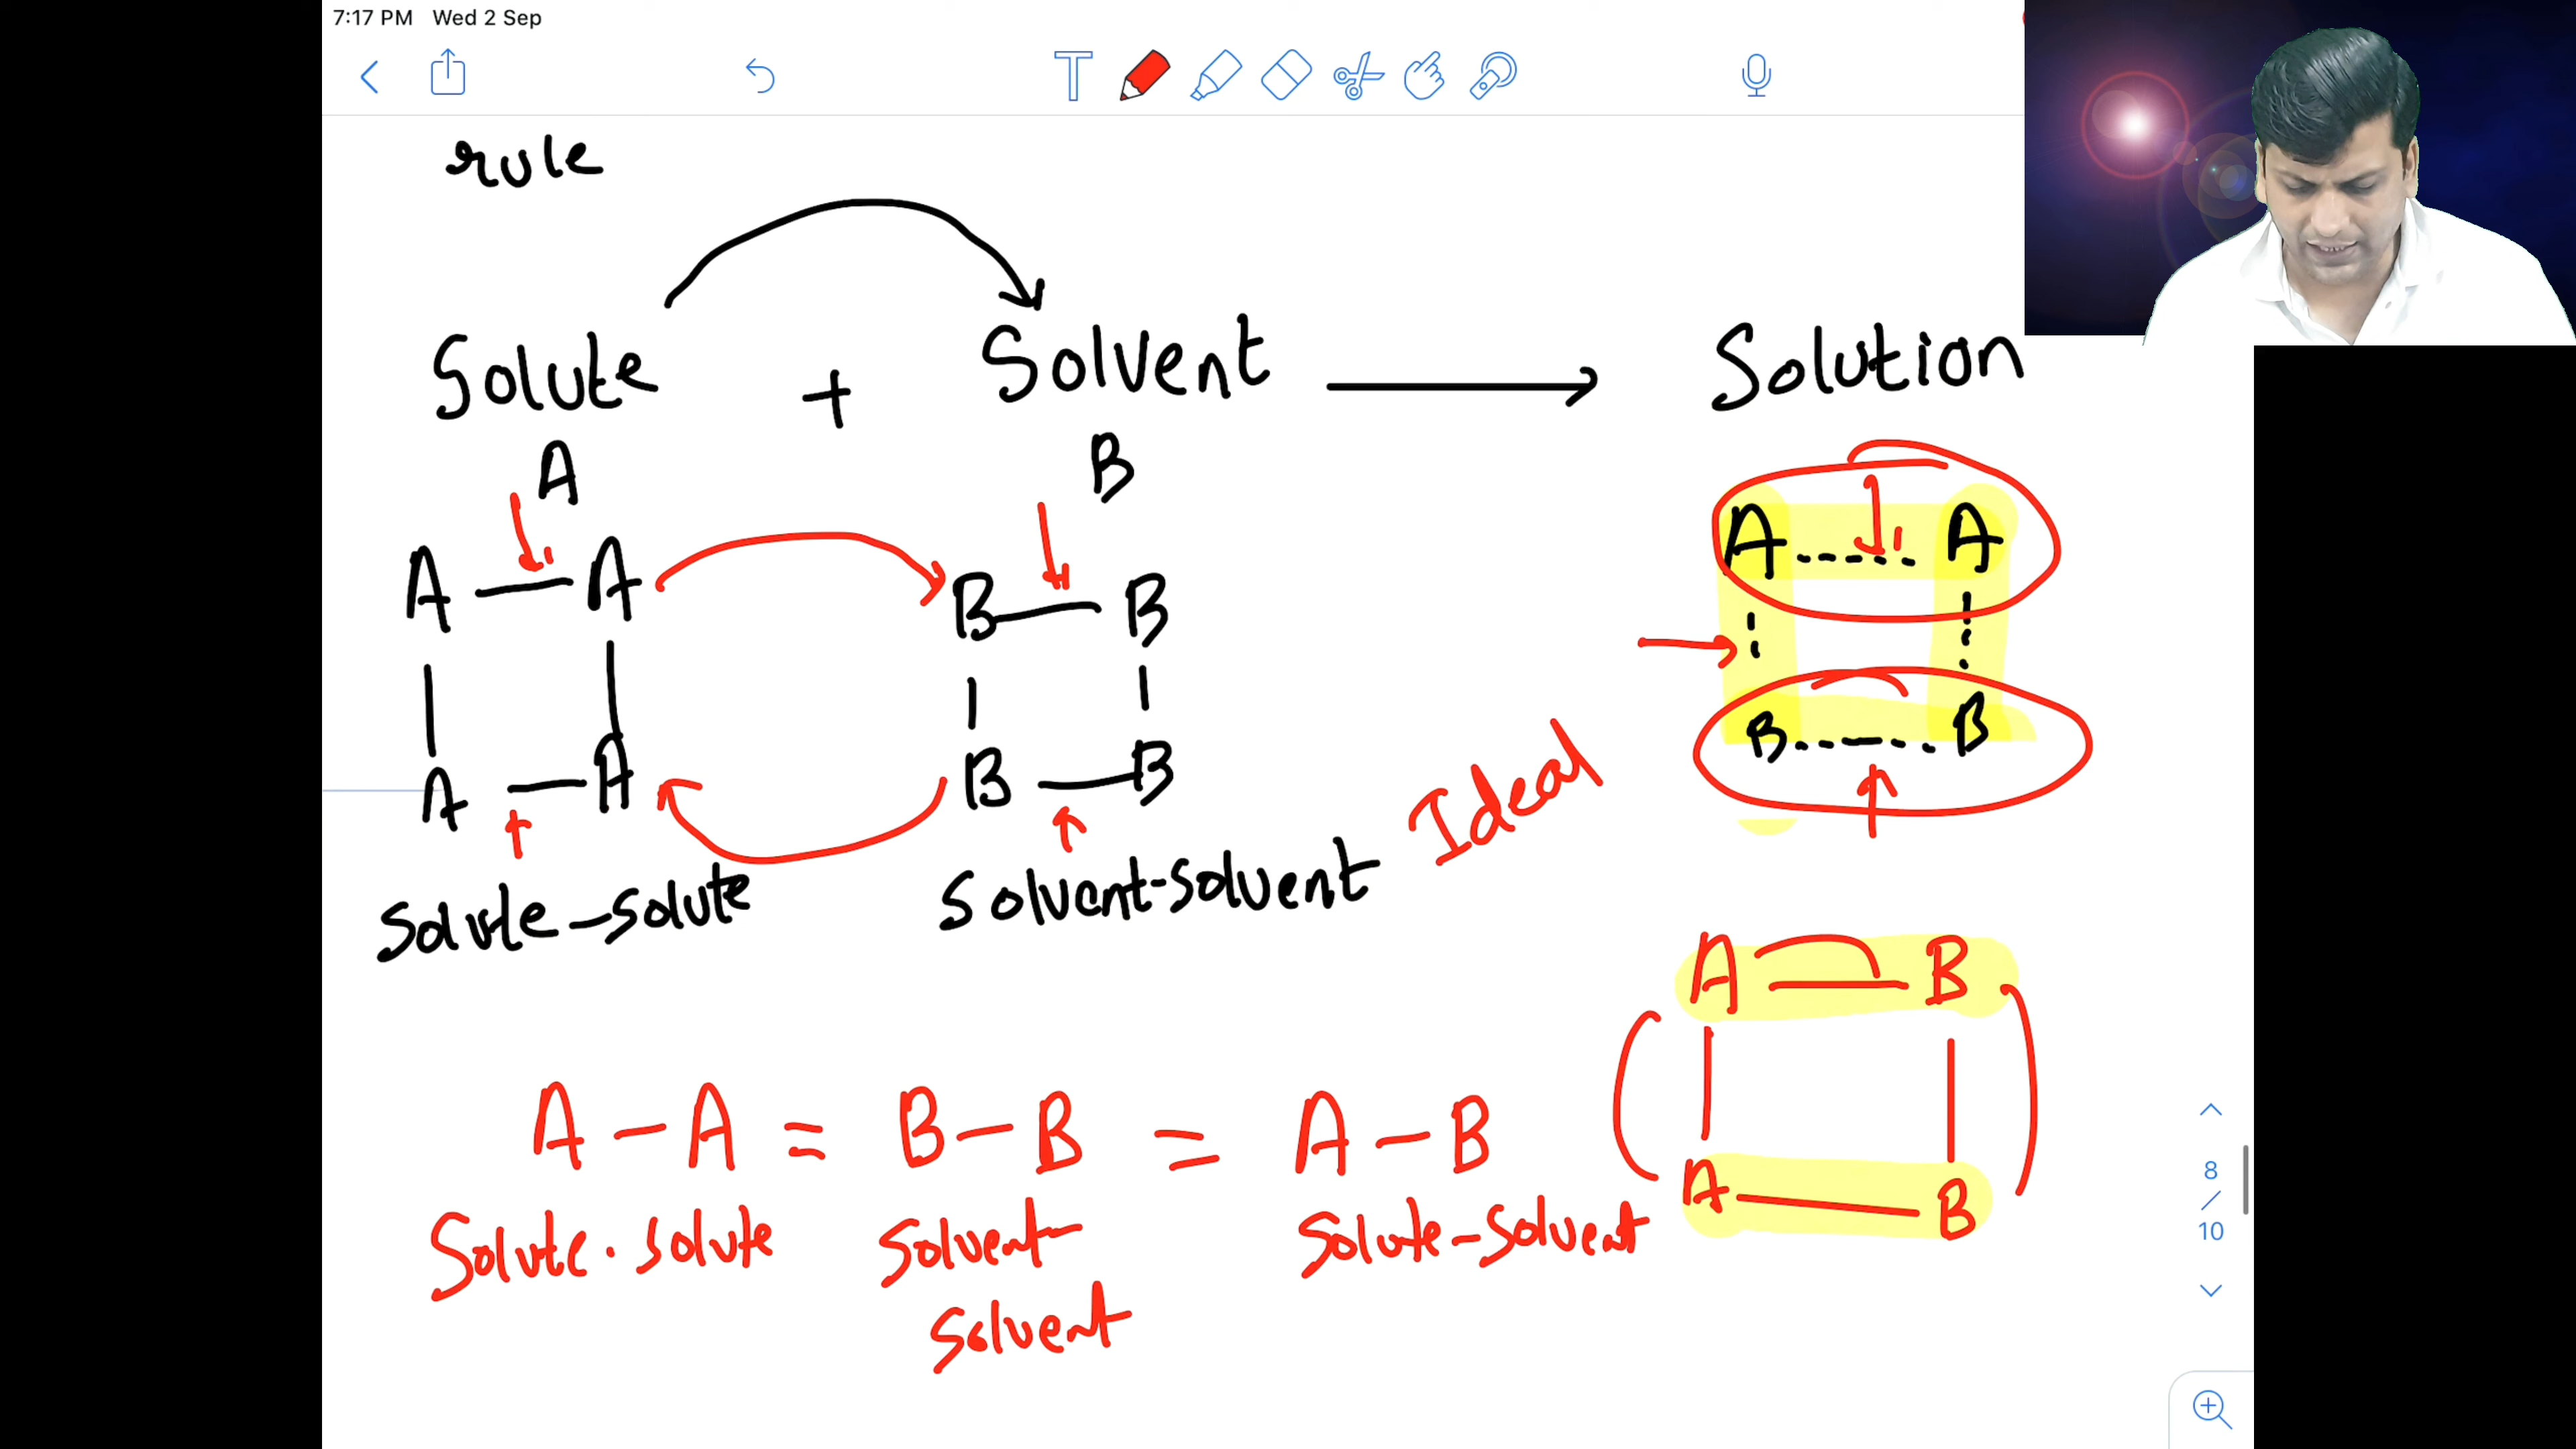 7:17 PM Wed 2 Sep
T
rule
Solute + Solvent → Solution
A B
A — A B — B A ..... A
A — A B — B B ..... B
Ideal
Solute-solute Solvent-solvent
A — B
A - A = B - B = A - B
A — B
Solute. solute Solvent- Solute-Solvent
Solvent
8
/
10